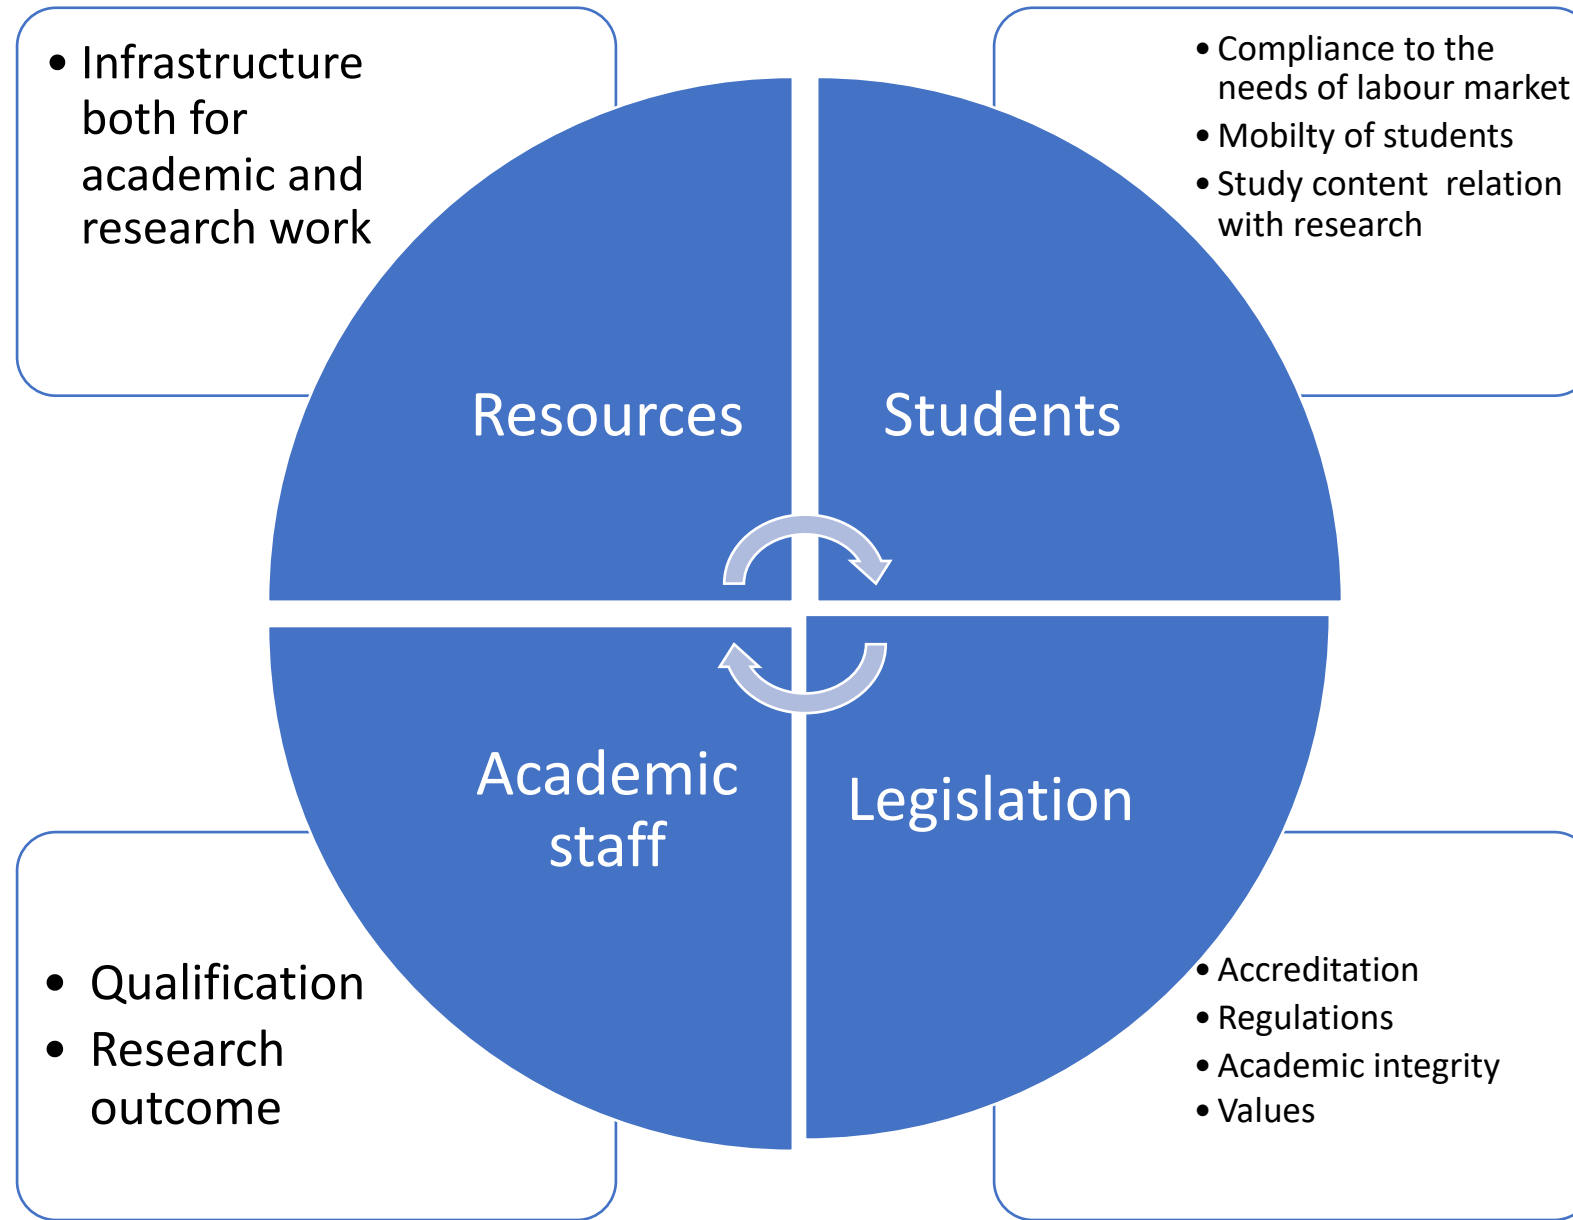 • Infrastructure
both for
academic and
research work
• Compliance to the
needs of labour market
• Mobilty of students
• Study content  relation
with research
Resources
Students
Academic
staff
Legislation
• Qualification
• Research
outcome
• Accreditation
• Regulations
• Academic integrity
• Values